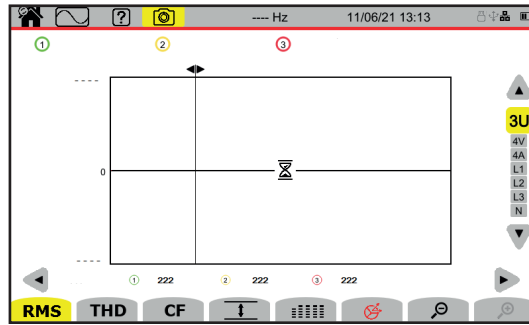 ? ---- Hz 11/06/21 13:13
1 2 3
----
3U
4V
4A
L1
L2
L3
N
0
----
1 222 2 222 3 222
RMS THD CF